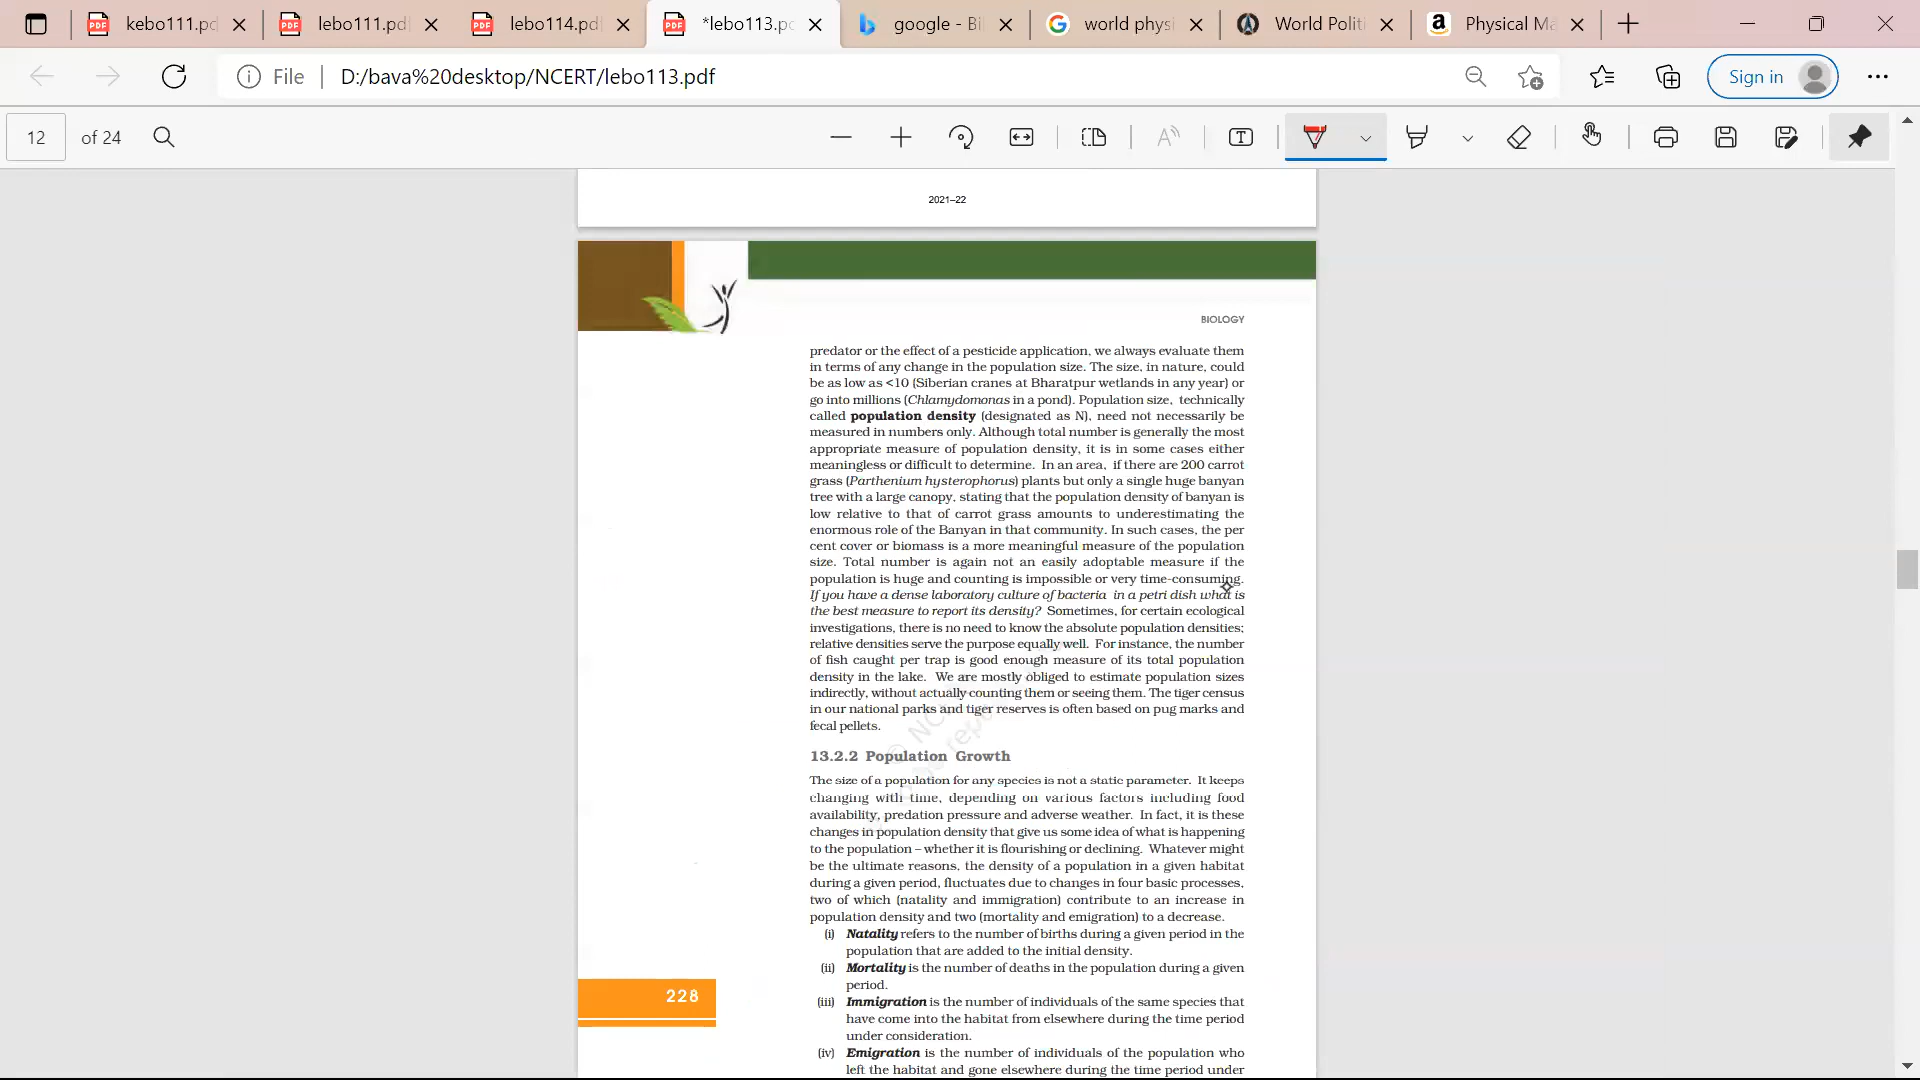 kebo111.pd
lebo111.pd
lebo114.pd
*lebo113.pd
google - Bi
world physi
World Politi
Physical Ma
File
D:/bava%20desktop/NCERT/lebo113.pdf
Sign in
12
of 24
2021–22
BIOLOGY
predator or the effect of a pesticide application, we always evaluate them
in terms of any change in the population size. The size, in nature, could
be as low as <10 (Siberian cranes at Bharatpur wetlands in any year) or
go into millions (Chlamydomonas in a pond). Population size, technically
called population density (designated as N), need not necessarily be
measured in numbers only. Although total number is generally the most
appropriate measure of population density, it is in some cases either
meaningless or difficult to determine. In an area, if there are 200 carrot
grass (Parthenium hysterophorus) plants but only a single huge banyan
tree with a large canopy, stating that the population density of banyan is
low relative to that of carrot grass amounts to underestimating the
enormous role of the Banyan in that community. In such cases, the per
cent cover or biomass is a more meaningful measure of the population
size. Total number is again not an easily adoptable measure if the
population is huge and counting is impossible or very time-consuming.
If you have a dense laboratory culture of bacteria in a petri dish what is
the best measure to report its density? Sometimes, for certain ecological
investigations, there is no need to know the absolute population densities;
relative densities serve the purpose equally well. For instance, the number
of fish caught per trap is good enough measure of its total population
density in the lake. We are mostly obliged to estimate population sizes
indirectly, without actually counting them or seeing them. The tiger census
in our national parks and tiger reserves is often based on pug marks and
fecal pellets.
13.2.2 Population Growth
The size of a population for any species is not a static parameter. It keeps
changing with time, depending on various factors including food
availability, predation pressure and adverse weather. In fact, it is these
changes in population density that give us some idea of what is happening
to the population – whether it is flourishing or declining. Whatever might
be the ultimate reasons, the density of a population in a given habitat
during a given period, fluctuates due to changes in four basic processes,
two of which (natality and immigration) contribute to an increase in
population density and two (mortality and emigration) to a decrease.
(i) Natality refers to the number of births during a given period in the
population that are added to the initial density.
(ii) Mortality is the number of deaths in the population during a given
period.
(iii) Immigration is the number of individuals of the same species that
have come into the habitat from elsewhere during the time period
under consideration.
(iv) Emigration is the number of individuals of the population who
left the habitat and gone elsewhere during the time period under
228